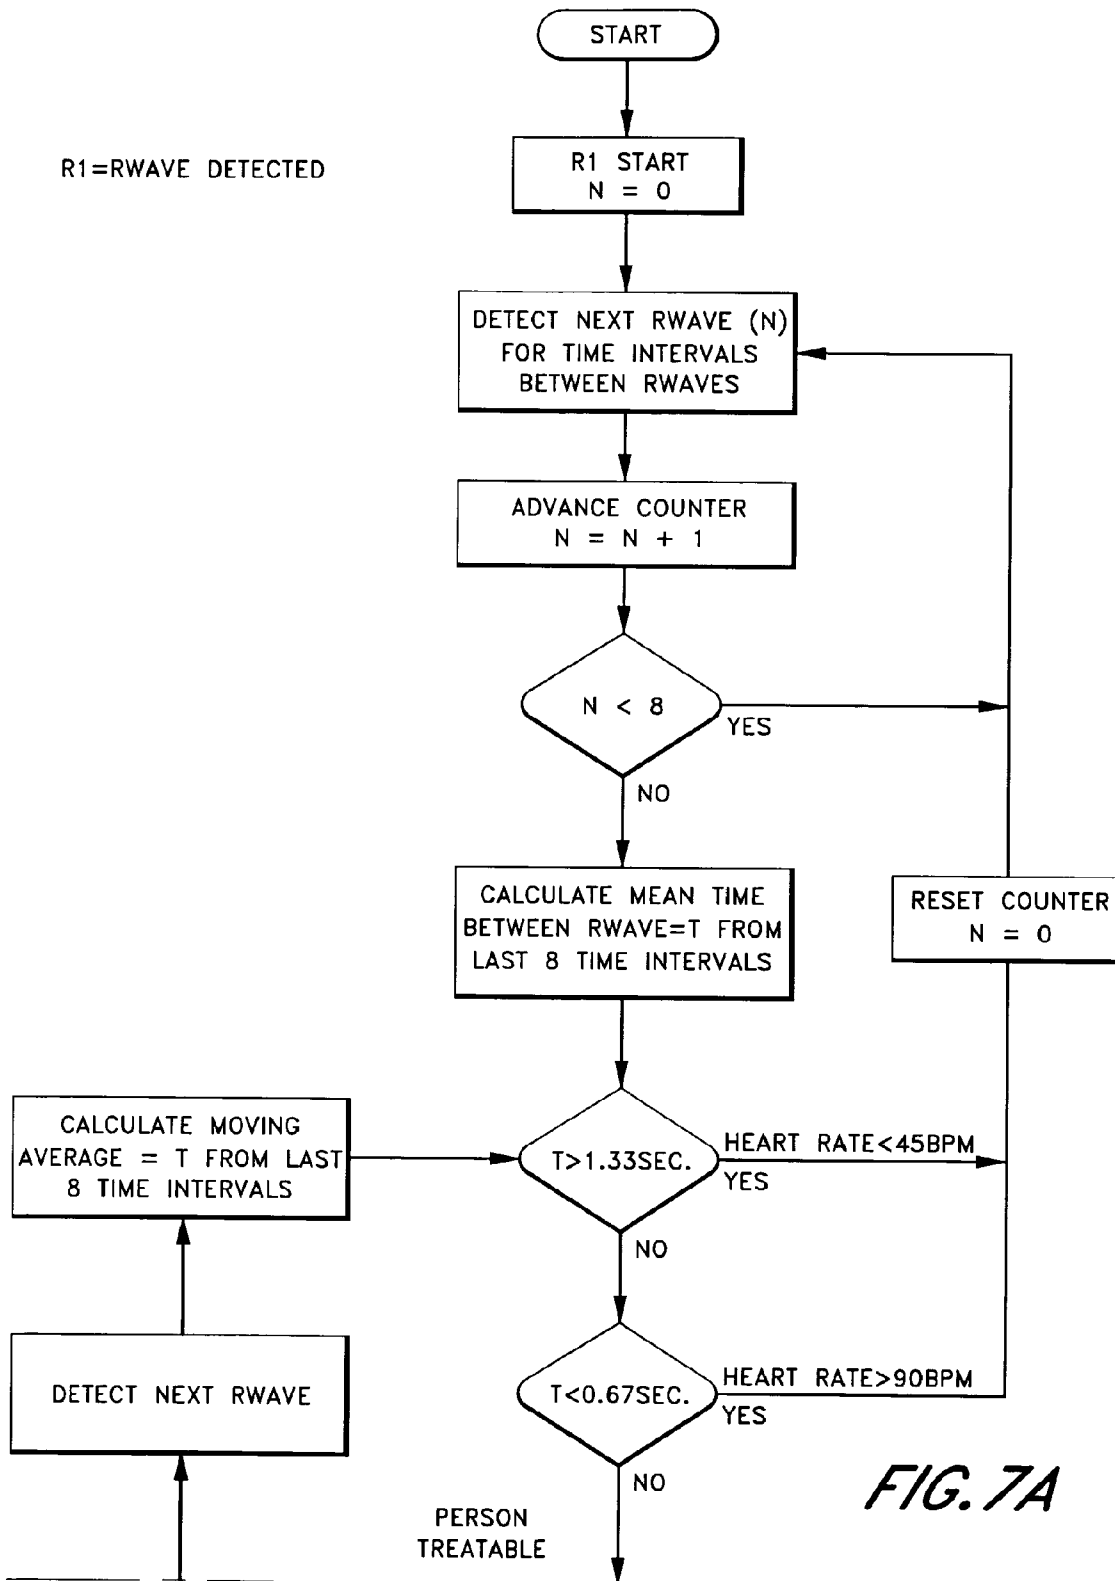 START
R1=RWAVE DETECTED
R1 START
N = 0
DETECT NEXT RWAVE (N)
FOR TIME INTERVALS
BETWEEN RWAVES
ADVANCE COUNTER
N = N + 1
N < 8
YES
NO
CALCULATE MEAN TIME
BETWEEN RWAVE=T FROM
LAST 8 TIME INTERVALS
RESET COUNTER
N = 0
CALCULATE MOVING
AVERAGE = T FROM LAST
8 TIME INTERVALS
T>1.33SEC.
HEART RATE<45BPM
YES
NO
DETECT NEXT RWAVE
T<0.67SEC.
HEART RATE>90BPM
YES
NO
PERSON
TREATABLE
FIG. 7A